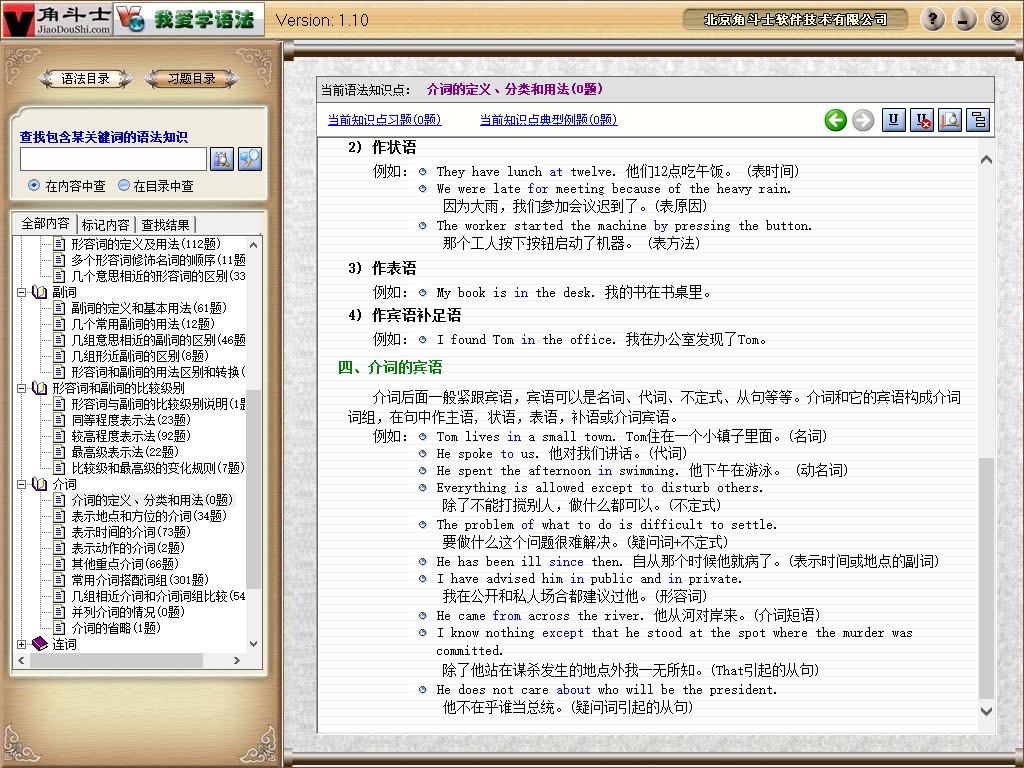 角斗士
JiaoDouShi.com
我爱学语法
Version: 1.10
北京角斗士软件技术有限公司
语法目录
习题目录
查找包含某关键词的语法知识
在内容中查
在目录中查
全部内容
标记内容
查找结果
形容词的定义及用法(112题)
多个形容词修饰名词的顺序(11题
几个意思相近的形容词的区别(33
副词
副词的定义和基本用法(61题)
几个常用副词的用法(12题)
几组意思相近的副词的区别(46题
几组形近副词的区别(8题)
形容词和副词的用法区别和转换(
形容词和副词的比较级别
形容词与副词的比较级别说明(1题
同等程度表示法(23题)
较高程度表示法(92题)
最高级表示法(22题)
比较级和最高级的变化规则(7题)
介词
介词的定义、分类和用法(0题)
表示地点和方位的介词(34题)
表示时间的介词(73题)
表示动作的介词(2题)
其他重点介词(66题)
常用介词搭配词组(301题)
几组相近介词和介词词组比较(54
并列介词的情况(0题)
介词的省略(1题)
连词
当前语法知识点： 介词的定义、分类和用法(0题)
当前知识点习题(0题)
当前知识点典型例题(0题)
2) 作状语
例如： They have lunch at twelve. 他们12点吃午饭。 (表时间)
We were late for meeting because of the heavy rain.
因为大雨，我们参加会议迟到了。(表原因)
The worker started the machine by pressing the button.
那个工人按下按钮启动了机器。 (表方法)
3) 作表语
例如： My book is in the desk. 我的书在书桌里。
4) 作宾语补足语
例如： I found Tom in the office. 我在办公室发现了Tom。
四、介词的宾语
介词后面一般紧跟宾语，宾语可以是名词、代词、不定式、从句等等。介词和它的宾语构成介词
词组，在句中作主语，状语，表语，补语或介词宾语。
例如： Tom lives in a small town. Tom住在一个小镇子里面。(名词)
He spoke to us. 他对我们讲话。(代词)
He spent the afternoon in swimming. 他下午在游泳。 (动名词)
Everything is allowed except to disturb others.
除了不能打搅别人，做什么都可以。(不定式)
The problem of what to do is difficult to settle.
要做什么这个问题很难解决。(疑问词+不定式)
He has been ill since then. 自从那个时候他就病了。(表示时间或地点的副词)
I have advised him in public and in private.
我在公开和私人场合都建议过他。(形容词)
He came from across the river. 他从河对岸来。(介词短语)
I know nothing except that he stood at the spot where the murder was
committed.
除了他站在谋杀发生的地点外我一无所知。(That引起的从句)
He does not care about who will be the president.
他不在乎谁当总统。(疑问词引起的从句)